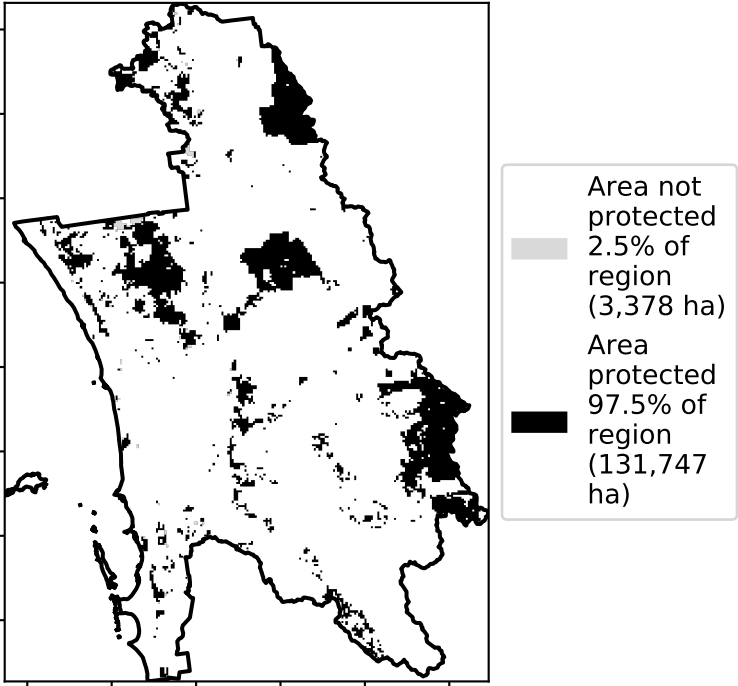 Area not
protected
2.5% of
region
(3,378 ha)
Area
protected
97.5% of
region
(131,747
ha)